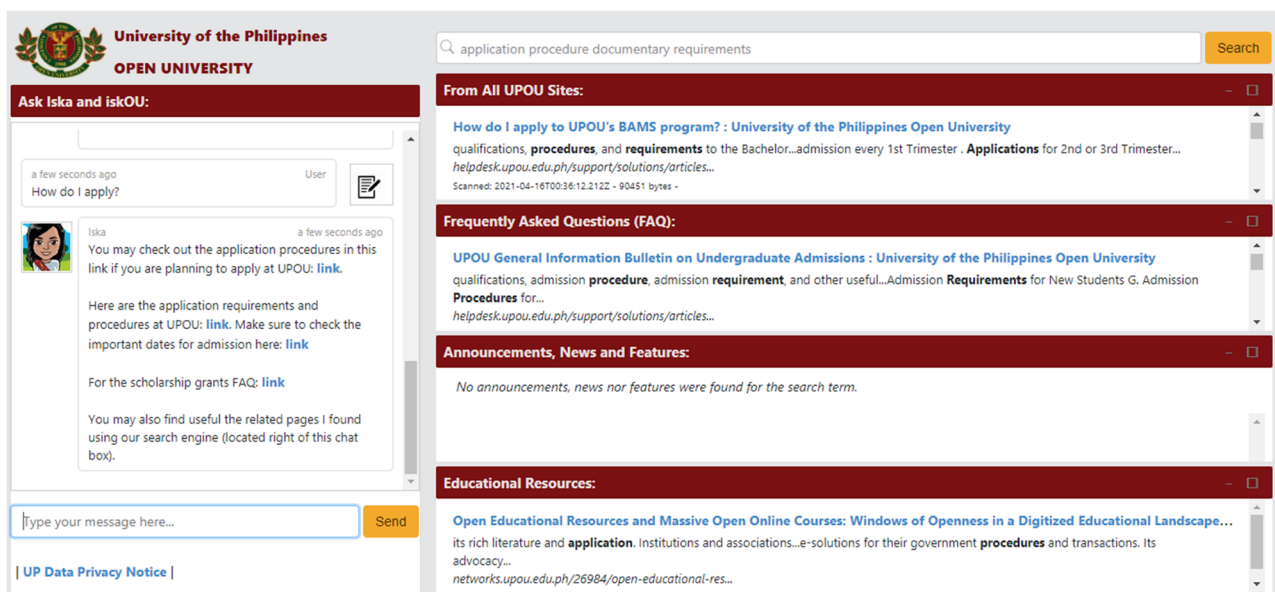 University of the Philippines
OPEN UNIVERSITY
Ask Iska and iskOU:
a few seconds ago User
How do I apply?
Iska a few seconds ago
You may check out the application procedures in this
link if you are planning to apply at UPOU: link.
Here are the application requirements and
procedures at UPOU: link. Make sure to check the
important dates for admission here: link
For the scholarship grants FAQ: link
You may also find useful the related pages I found
using our search engine (located right of this chat
box).
Type your message here...
Send
| UP Data Privacy Notice |
application procedure documentary requirements
Search
From All UPOU Sites:
How do I apply to UPOU's BAMS program? : University of the Philippines Open University
qualifications, procedures, and requirements to the Bachelor...admission every 1st Trimester . Applications for 2nd or 3rd Trimester...
helpdesk.upou.edu.ph/support/solutions/articles...
Scanned: 2021-04-16T00:36:12.212Z - 90451 bytes -
Frequently Asked Questions (FAQ):
UPOU General Information Bulletin on Undergraduate Admissions : University of the Philippines Open University
qualifications, admission procedure, admission requirement, and other useful...Admission Requirements for New Students G. Admission
Procedures for...
helpdesk.upou.edu.ph/support/solutions/articles...
Announcements, News and Features:
No announcements, news nor features were found for the search term.
Educational Resources:
Open Educational Resources and Massive Open Online Courses: Windows of Openness in a Digitized Educational Landscape...
its rich literature and application. Institutions and associations...e-solutions for their government procedures and transactions. Its
advocacy...
networks.upou.edu.ph/26984/open-educational-res...